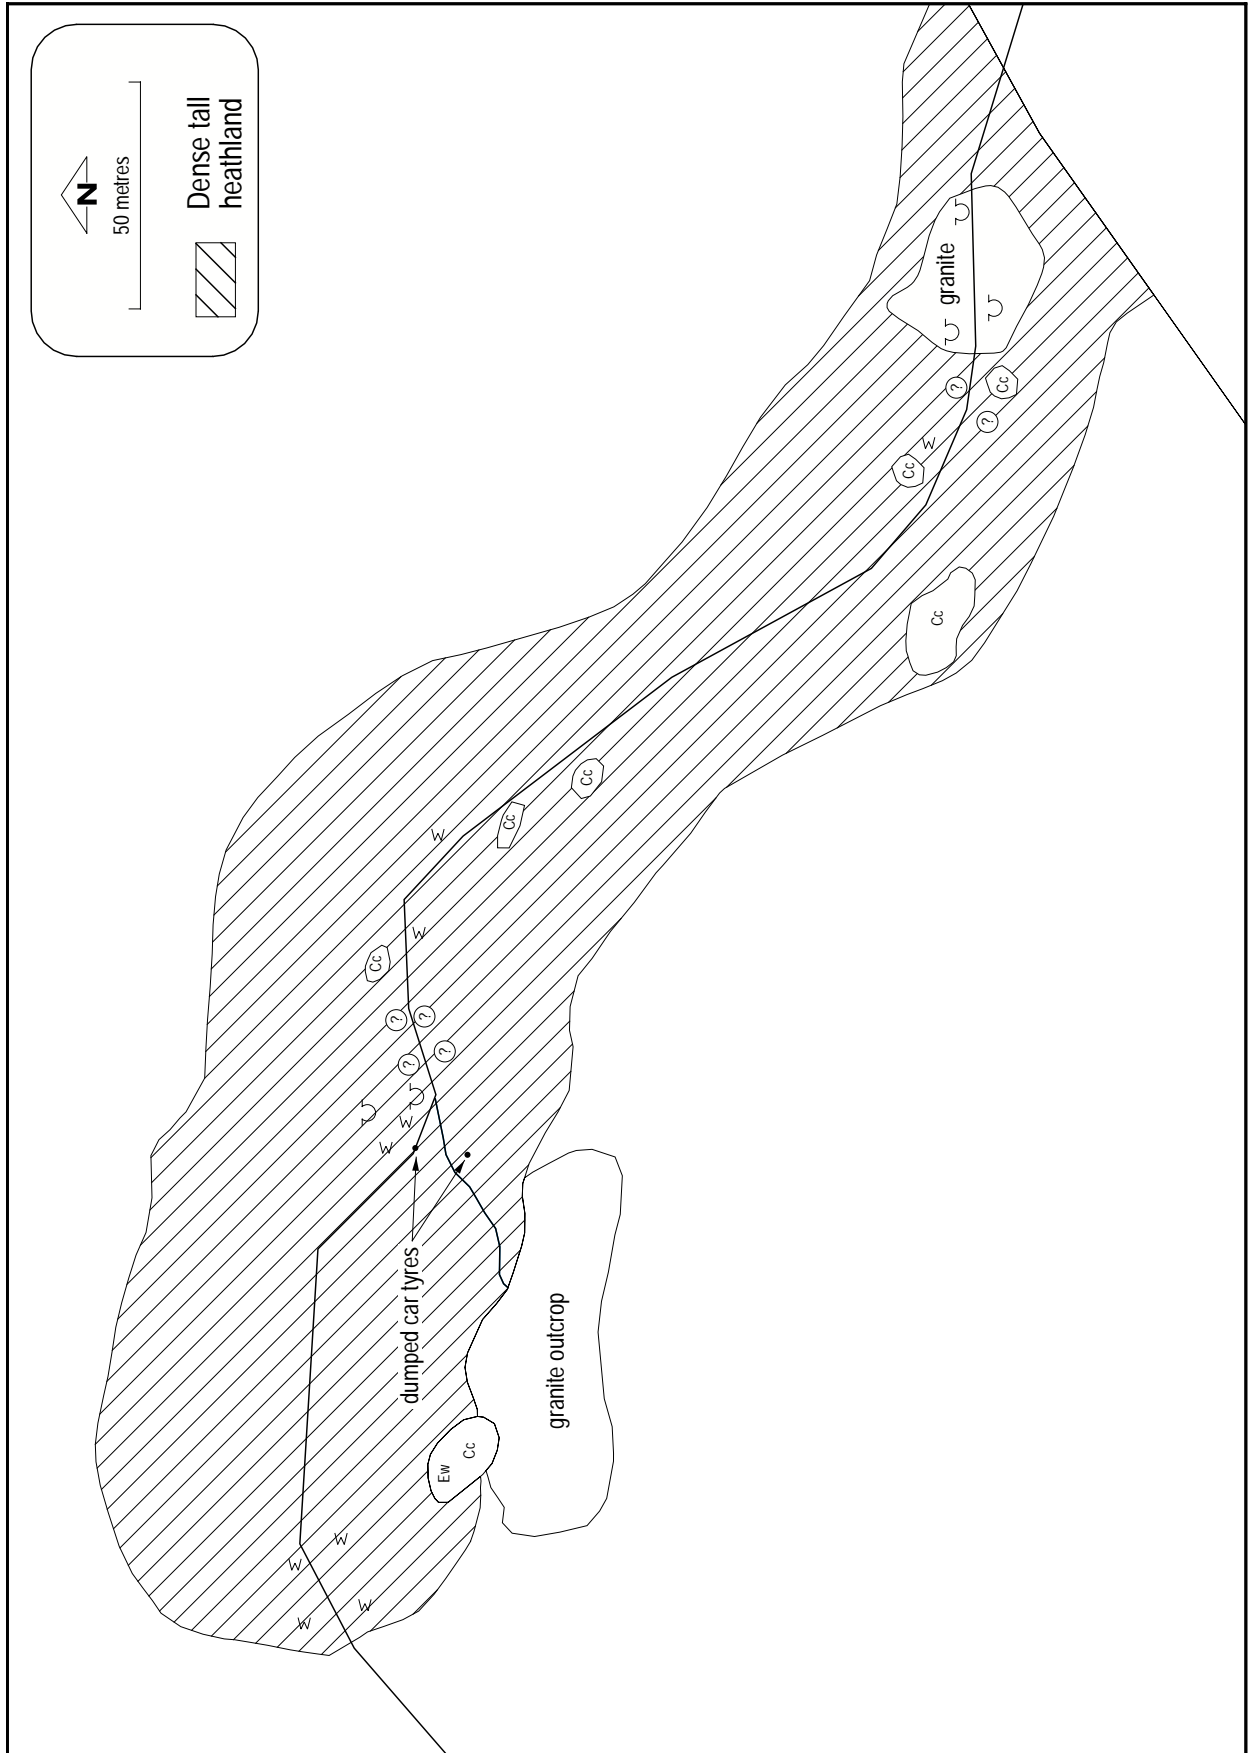 N
50 metres
Dense tall
heathland
Cc
?
?
dumped car tyres
?
Ew
?
Cc
Cc
granite outcrop
Cc
Cc
Cc
granite
?
?
Cc